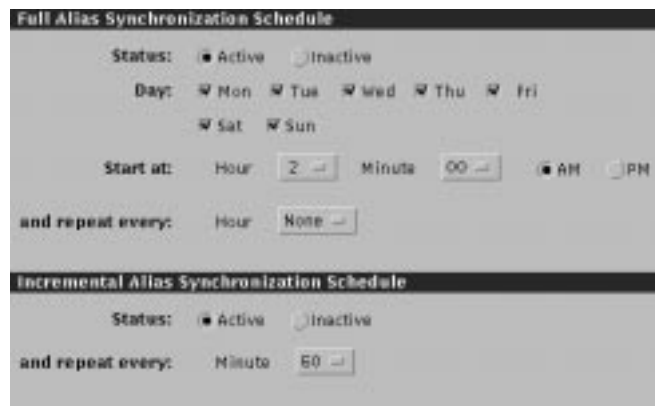 Full Alias Synchronization Schedule
Status: Active Inactive
Day: Mon Tue Wed Thu Fri
Sat Sun
Start at: Hour 2 Minute 00 AM PM
and repeat every: Hour None
Incremental Alias Synchronization Schedule
Status: Active Inactive
and repeat every: Minute 60